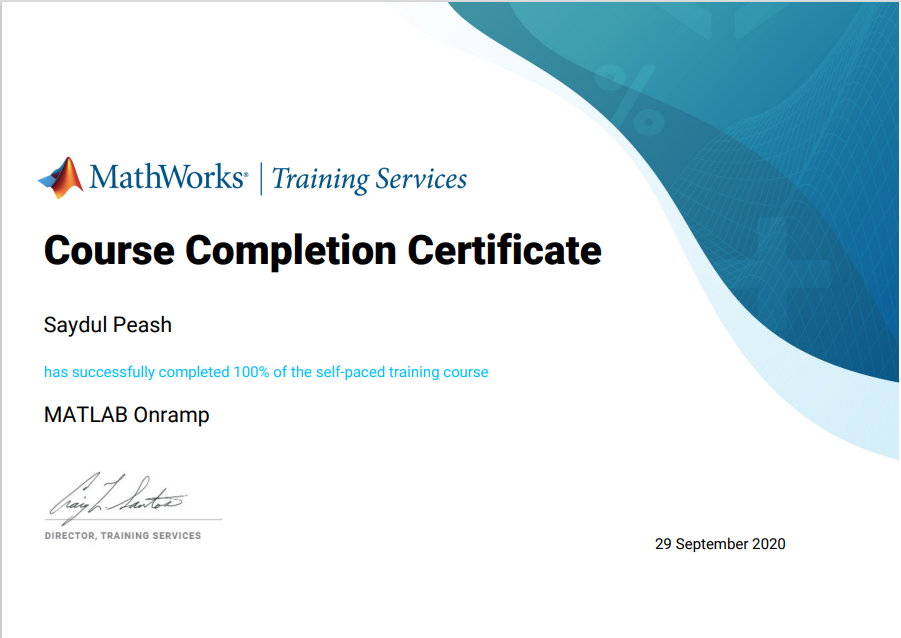 MathWorks® | Training Services
Course Completion Certificate
Saydul Peash
has successfully completed 100% of the self-paced training course
MATLAB Onramp
Craig L. Santos
DIRECTOR, TRAINING SERVICES
29 September 2020